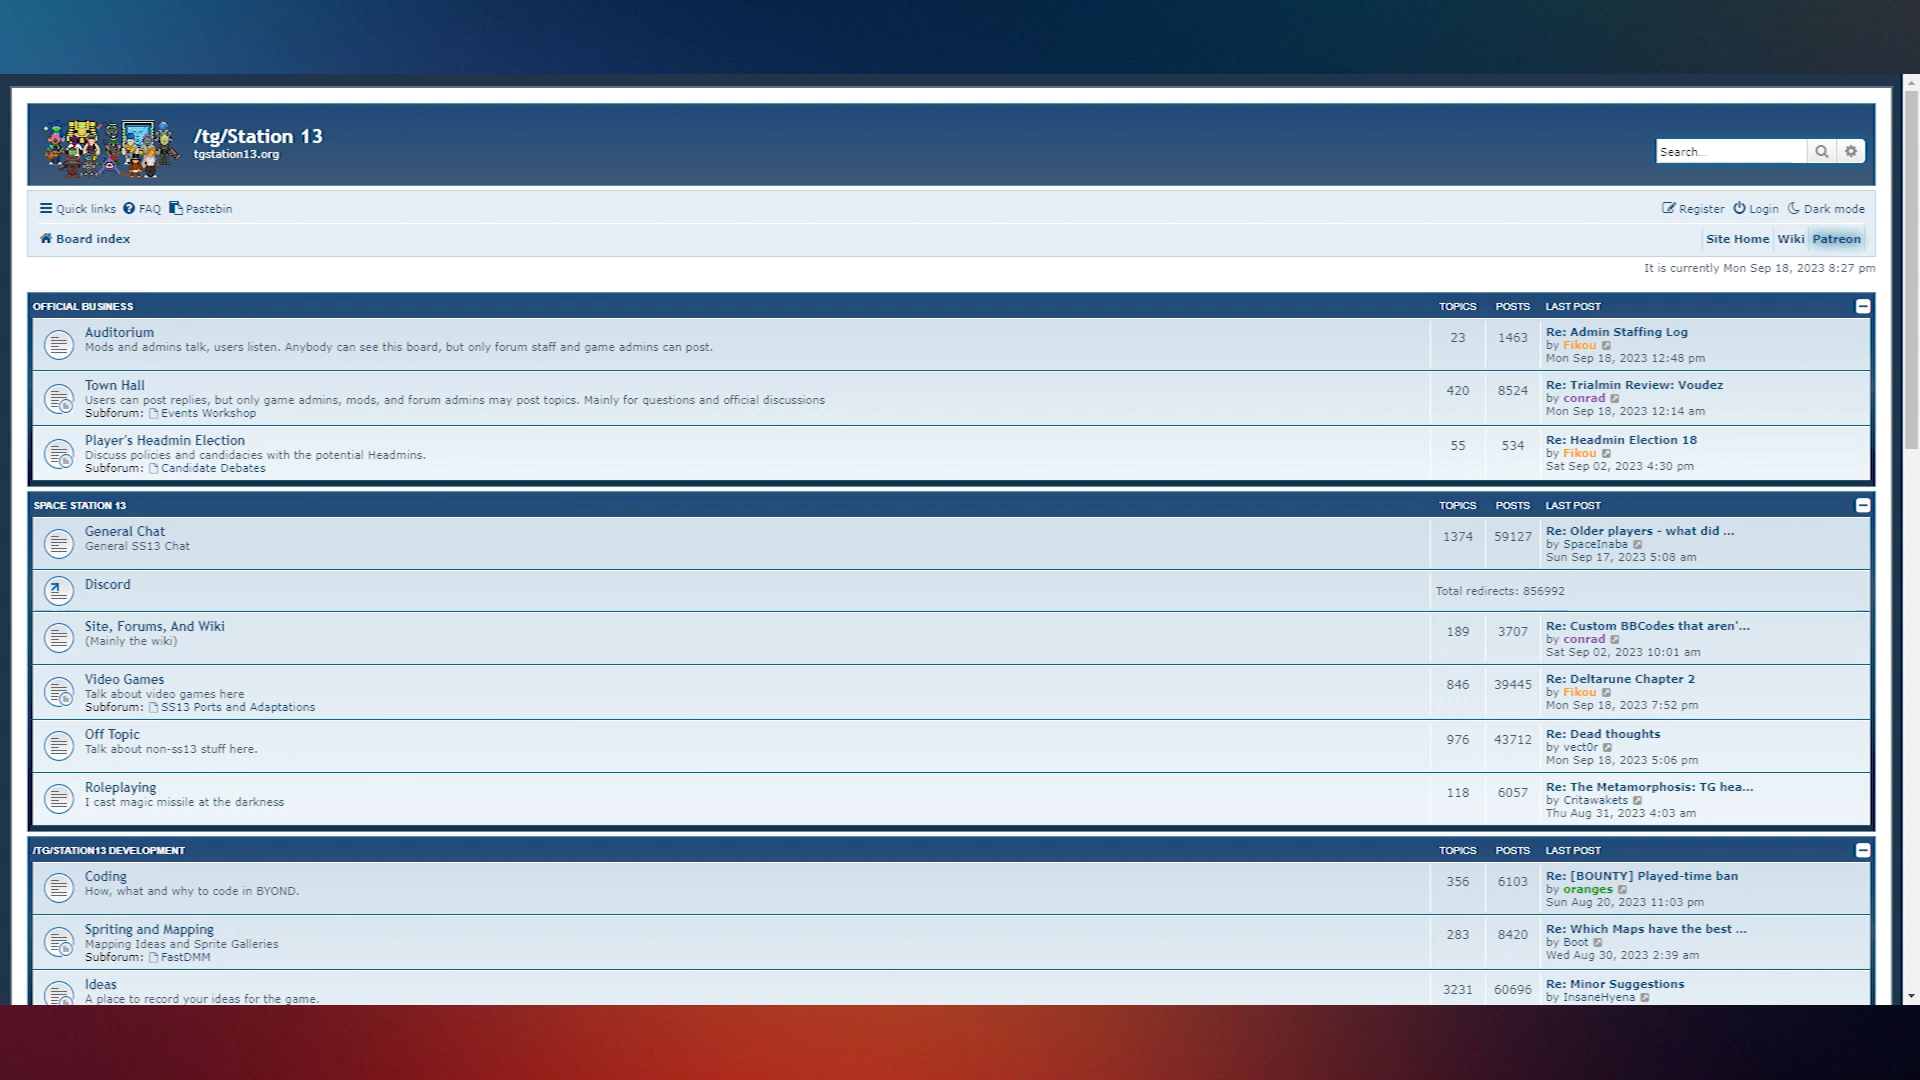 /tg/Station 13
tgstation13.org
Search...
Quick links FAQ Pastebin
Register Login Dark mode
Board index
Site Home Wiki Patreon
It is currently Mon Sep 18, 2023 8:27 pm
OFFICIAL BUSINESS TOPICS POSTS LAST POST
Auditorium
Mods and admins talk, users listen. Anybody can see this board, but only forum staff and game admins can post.
23 1463
Re: Admin Staffing Log
by Fikou
Mon Sep 18, 2023 12:48 pm
Town Hall
Users can post replies, but only game admins, mods, and forum admins may post topics. Mainly for questions and official discussions
Subforum: Events Workshop
420 8524
Re: Trialmin Review: Voudez
by conrad
Mon Sep 18, 2023 12:14 am
Player's Headmin Election
Discuss policies and candidacies with the potential Headmins.
Subforum: Candidate Debates
55 534
Re: Headmin Election 18
by Fikou
Sat Sep 02, 2023 4:30 pm
SPACE STATION 13 TOPICS POSTS LAST POST
General Chat
General SS13 Chat
1374 59127
Re: Older players - what did ...
by SpaceInaba
Sun Sep 17, 2023 5:08 am
Discord
Total redirects: 856992
Site, Forums, And Wiki
(Mainly the wiki)
189 3707
Re: Custom BBCodes that aren'...
by conrad
Sat Sep 02, 2023 10:01 am
Video Games
Talk about video games here
Subforum: SS13 Ports and Adaptations
846 39445
Re: Deltarune Chapter 2
by Fikou
Mon Sep 18, 2023 7:52 pm
Off Topic
Talk about non-ss13 stuff here.
976 43712
Re: Dead thoughts
by vect0r
Mon Sep 18, 2023 5:06 pm
Roleplaying
I cast magic missile at the darkness
118 6057
Re: The Metamorphosis: TG hea...
by Critawakets
Thu Aug 31, 2023 4:03 am
/TG/STATION13 DEVELOPMENT TOPICS POSTS LAST POST
Coding
How, what and why to code in BYOND.
356 6103
Re: [BOUNTY] Played-time ban
by oranges
Sun Aug 20, 2023 11:03 pm
Spriting and Mapping
Mapping Ideas and Sprite Galleries
Subforum: FastDMM
283 8420
Re: Which Maps have the best ...
by Boot
Wed Aug 30, 2023 2:39 am
Ideas
A place to record your ideas for the game.
3231 60696
Re: Minor Suggestions
by InsaneHyena